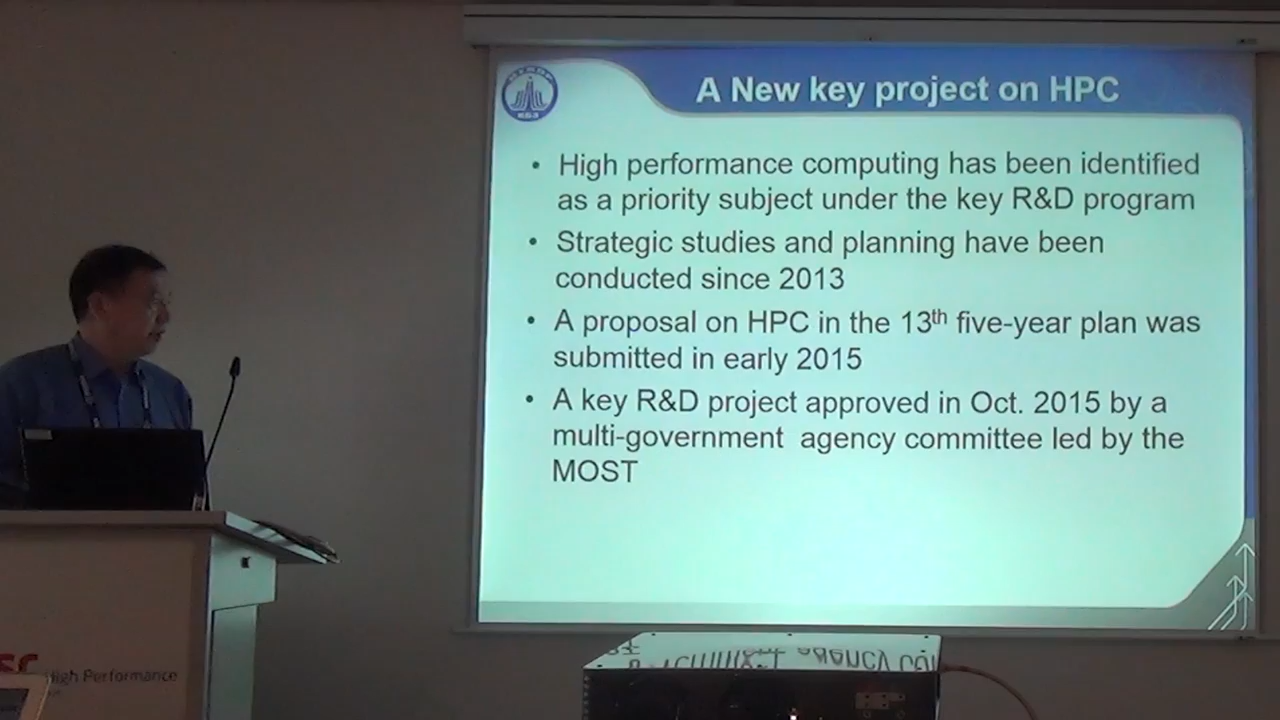 A New key project on HPC
• High performance computing has been identified
as a priority subject under the key R&D program
• Strategic studies and planning have been
conducted since 2013
• A proposal on HPC in the 13th five-year plan was
submitted in early 2015
• A key R&D project approved in Oct. 2015 by a
multi-government agency committee led by the
MOST
High Performance